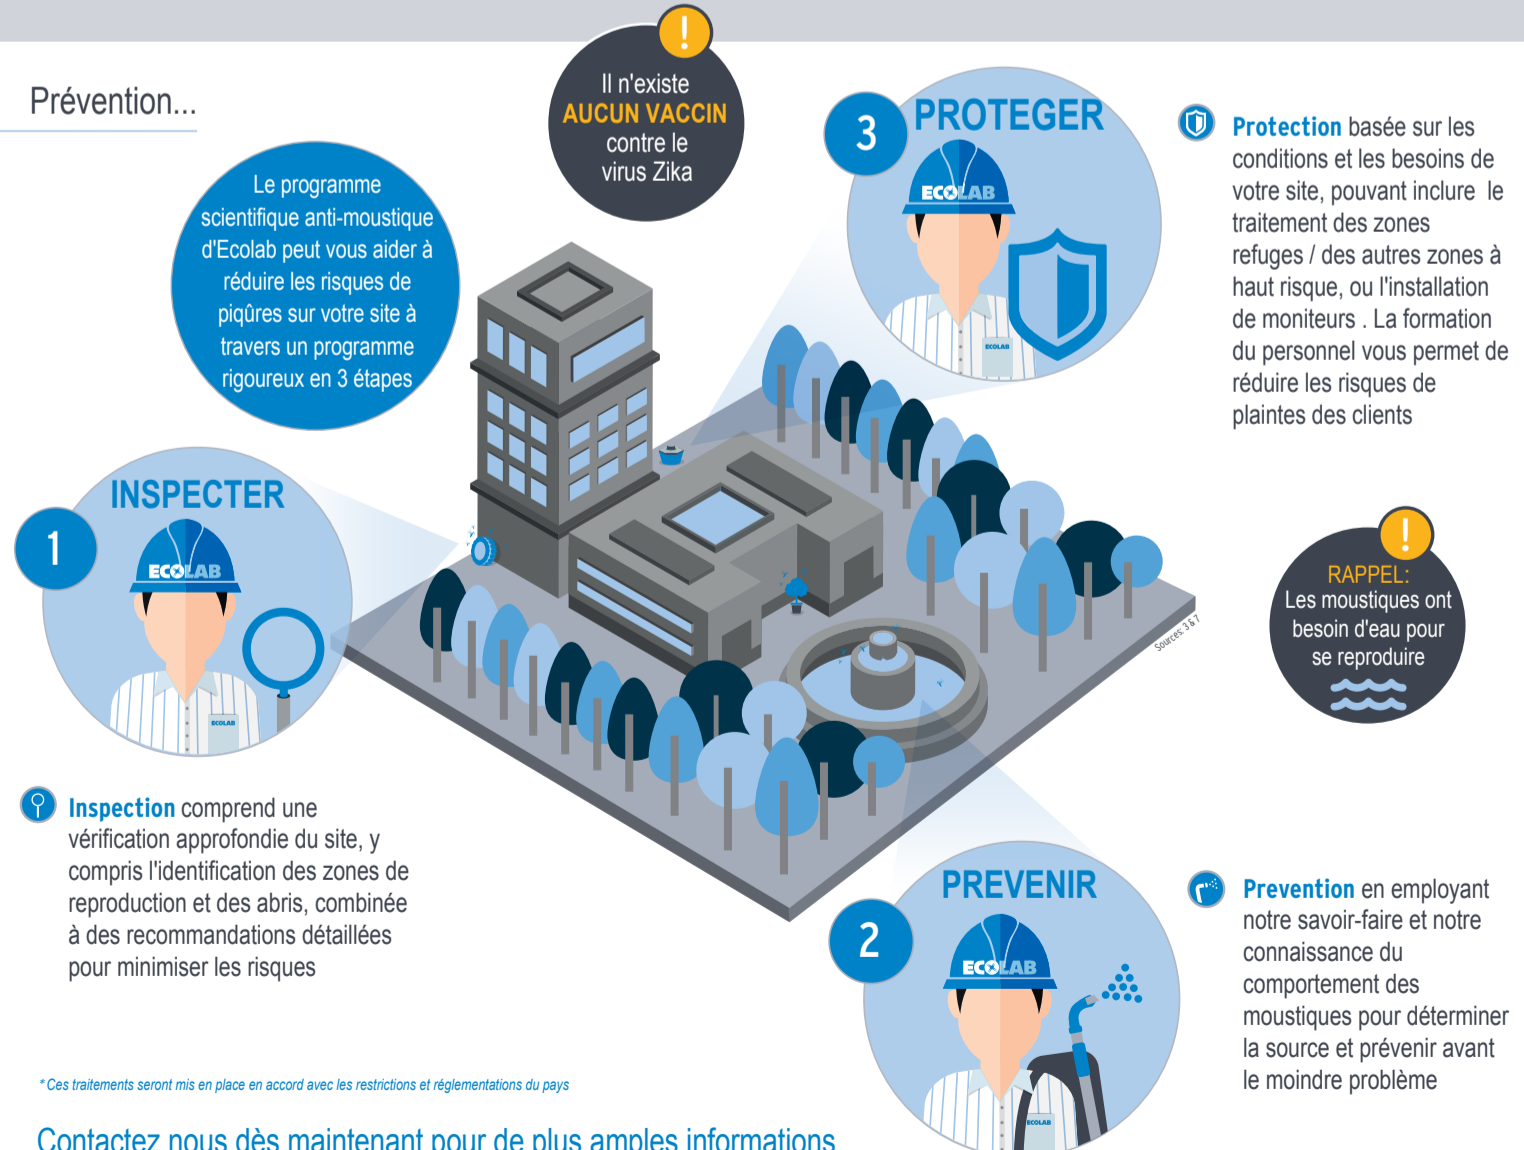 Prévention...
Il n'existe
AUCUN VACCIN
contre le
virus Zika
Le programme
scientifique anti-moustique
d'Ecolab peut vous aider à
réduire les risques de
piqûres sur votre site à
travers un programme
rigoureux en 3 étapes
3
PROTEGER
ECOLAB
ECOLAB
Protection basée sur les
conditions et les besoins de
votre site, pouvant inclure le
traitement des zones
refuges / des autres zones à
haut risque, ou l'installation
de moniteurs . La formation
du personnel vous permet de
réduire les risques de
plaintes des clients
1
INSPECTER
ECOLAB
ECOLAB
Inspection comprend une
vérification approfondie du site, y
compris l'identification des zones de
reproduction et des abris, combinée
à des recommandations détaillées
pour minimiser les risques
Sources: 3 & 7
RAPPEL:
Les moustiques ont
besoin d'eau pour
se reproduire
2
PREVENIR
ECOLAB
ECOLAB
Prevention en employant
notre savoir-faire et notre
connaissance du
comportement des
moustiques pour déterminer
la source et prévenir avant
le moindre problème
* Ces traitements seront mis en place en accord avec les restrictions et réglementations du pays
Contactez nous dès maintenant pour de plus amples informations